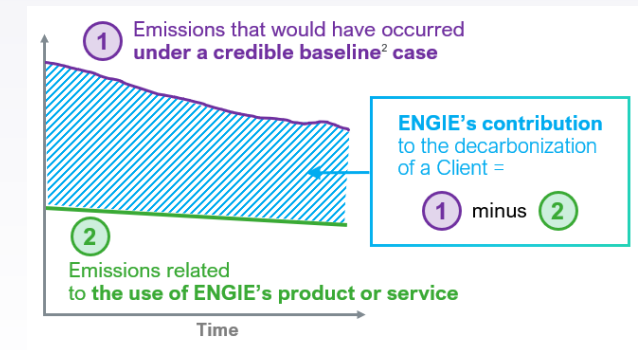 1 Emissions that would have occurred
under a credible baseline² case
ENGIE's contribution
to the decarbonization
of a Client =
1 minus 2
2
Emissions related
to the use of ENGIE's product or service
Time